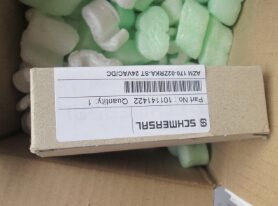 SCHMERSAL
Part No. 101141422 Quantity: 1
AZM 170-02ZRKA-ST 24VAC/DC